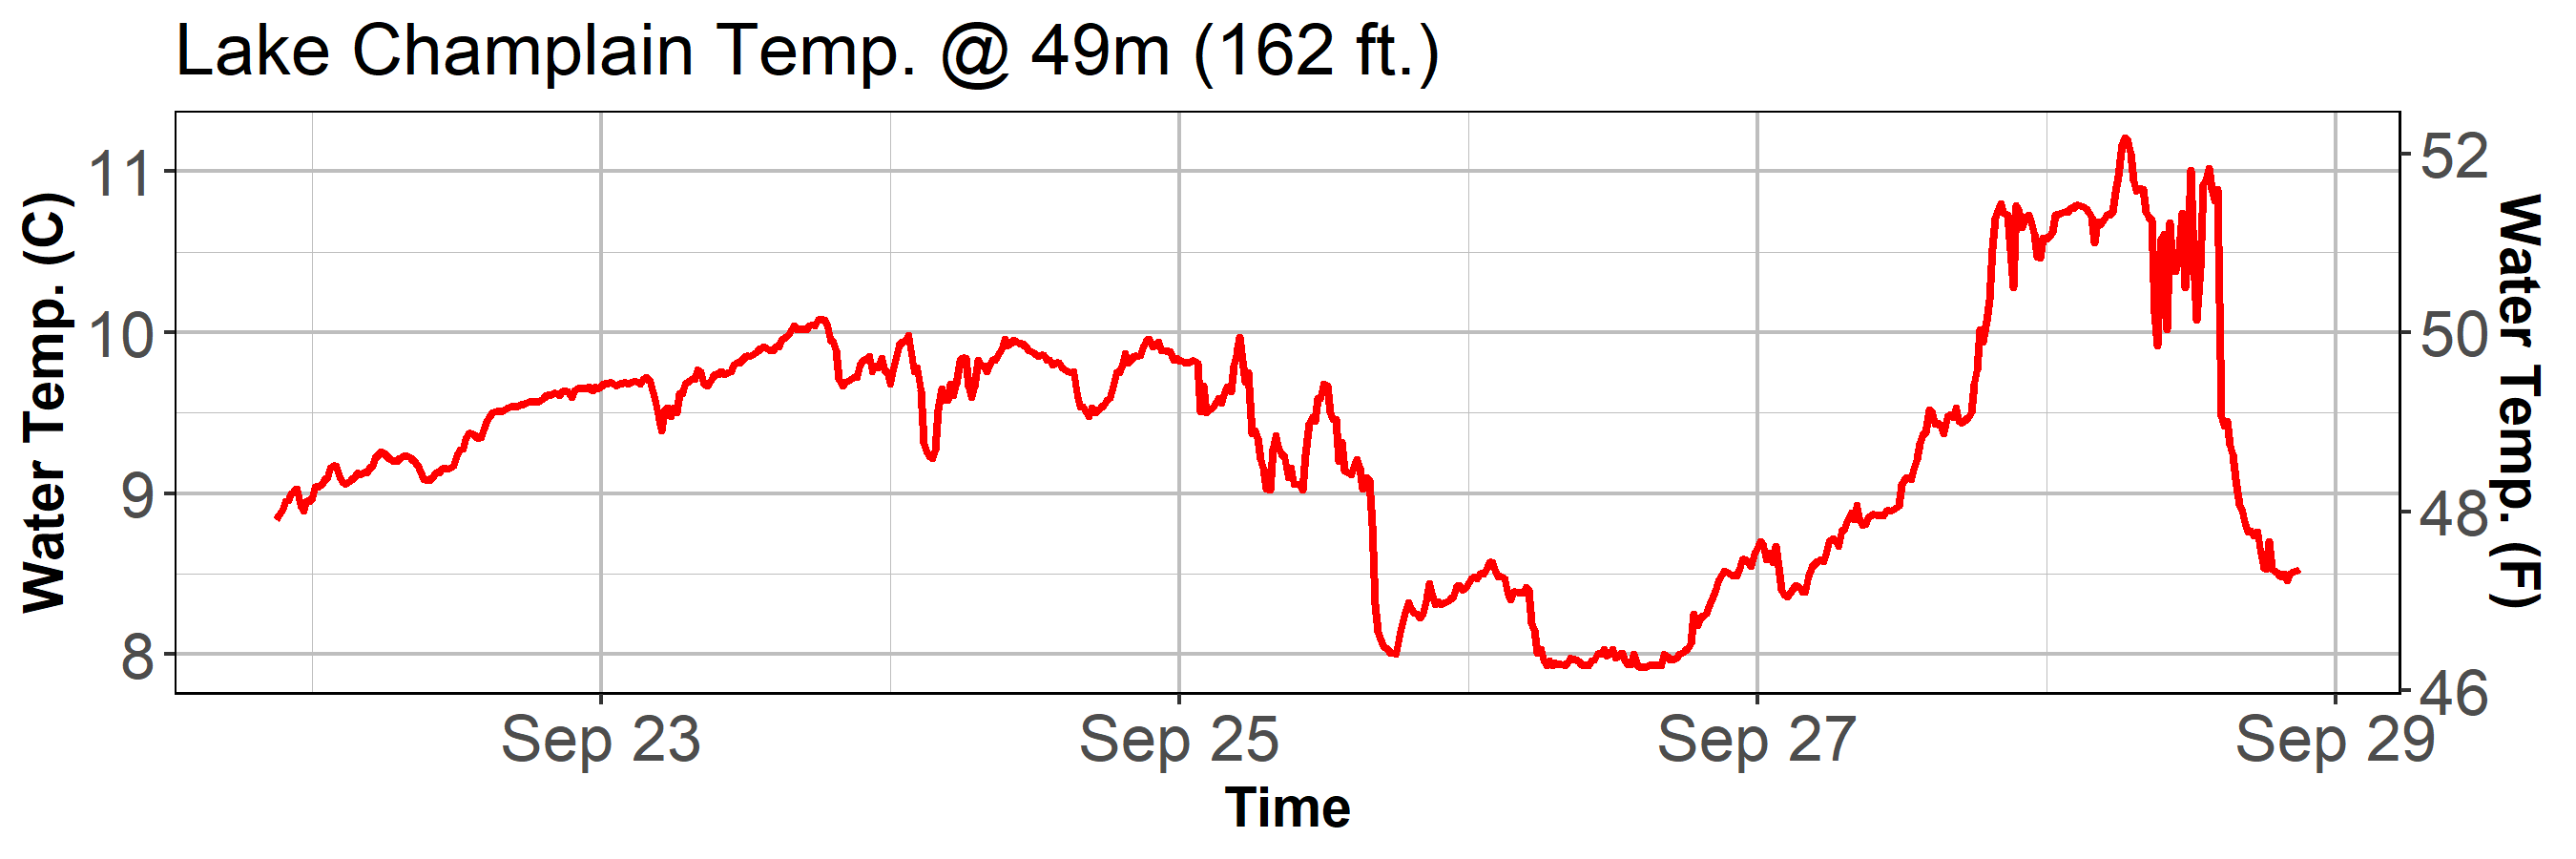 Lake Champlain Temp. @ 49m (162 ft.)
Water Temp. (C)
11
10
9
8
52
50
48
46
Water Temp. (F)
Sep 23
Sep 25
Sep 27
Sep 29
Time